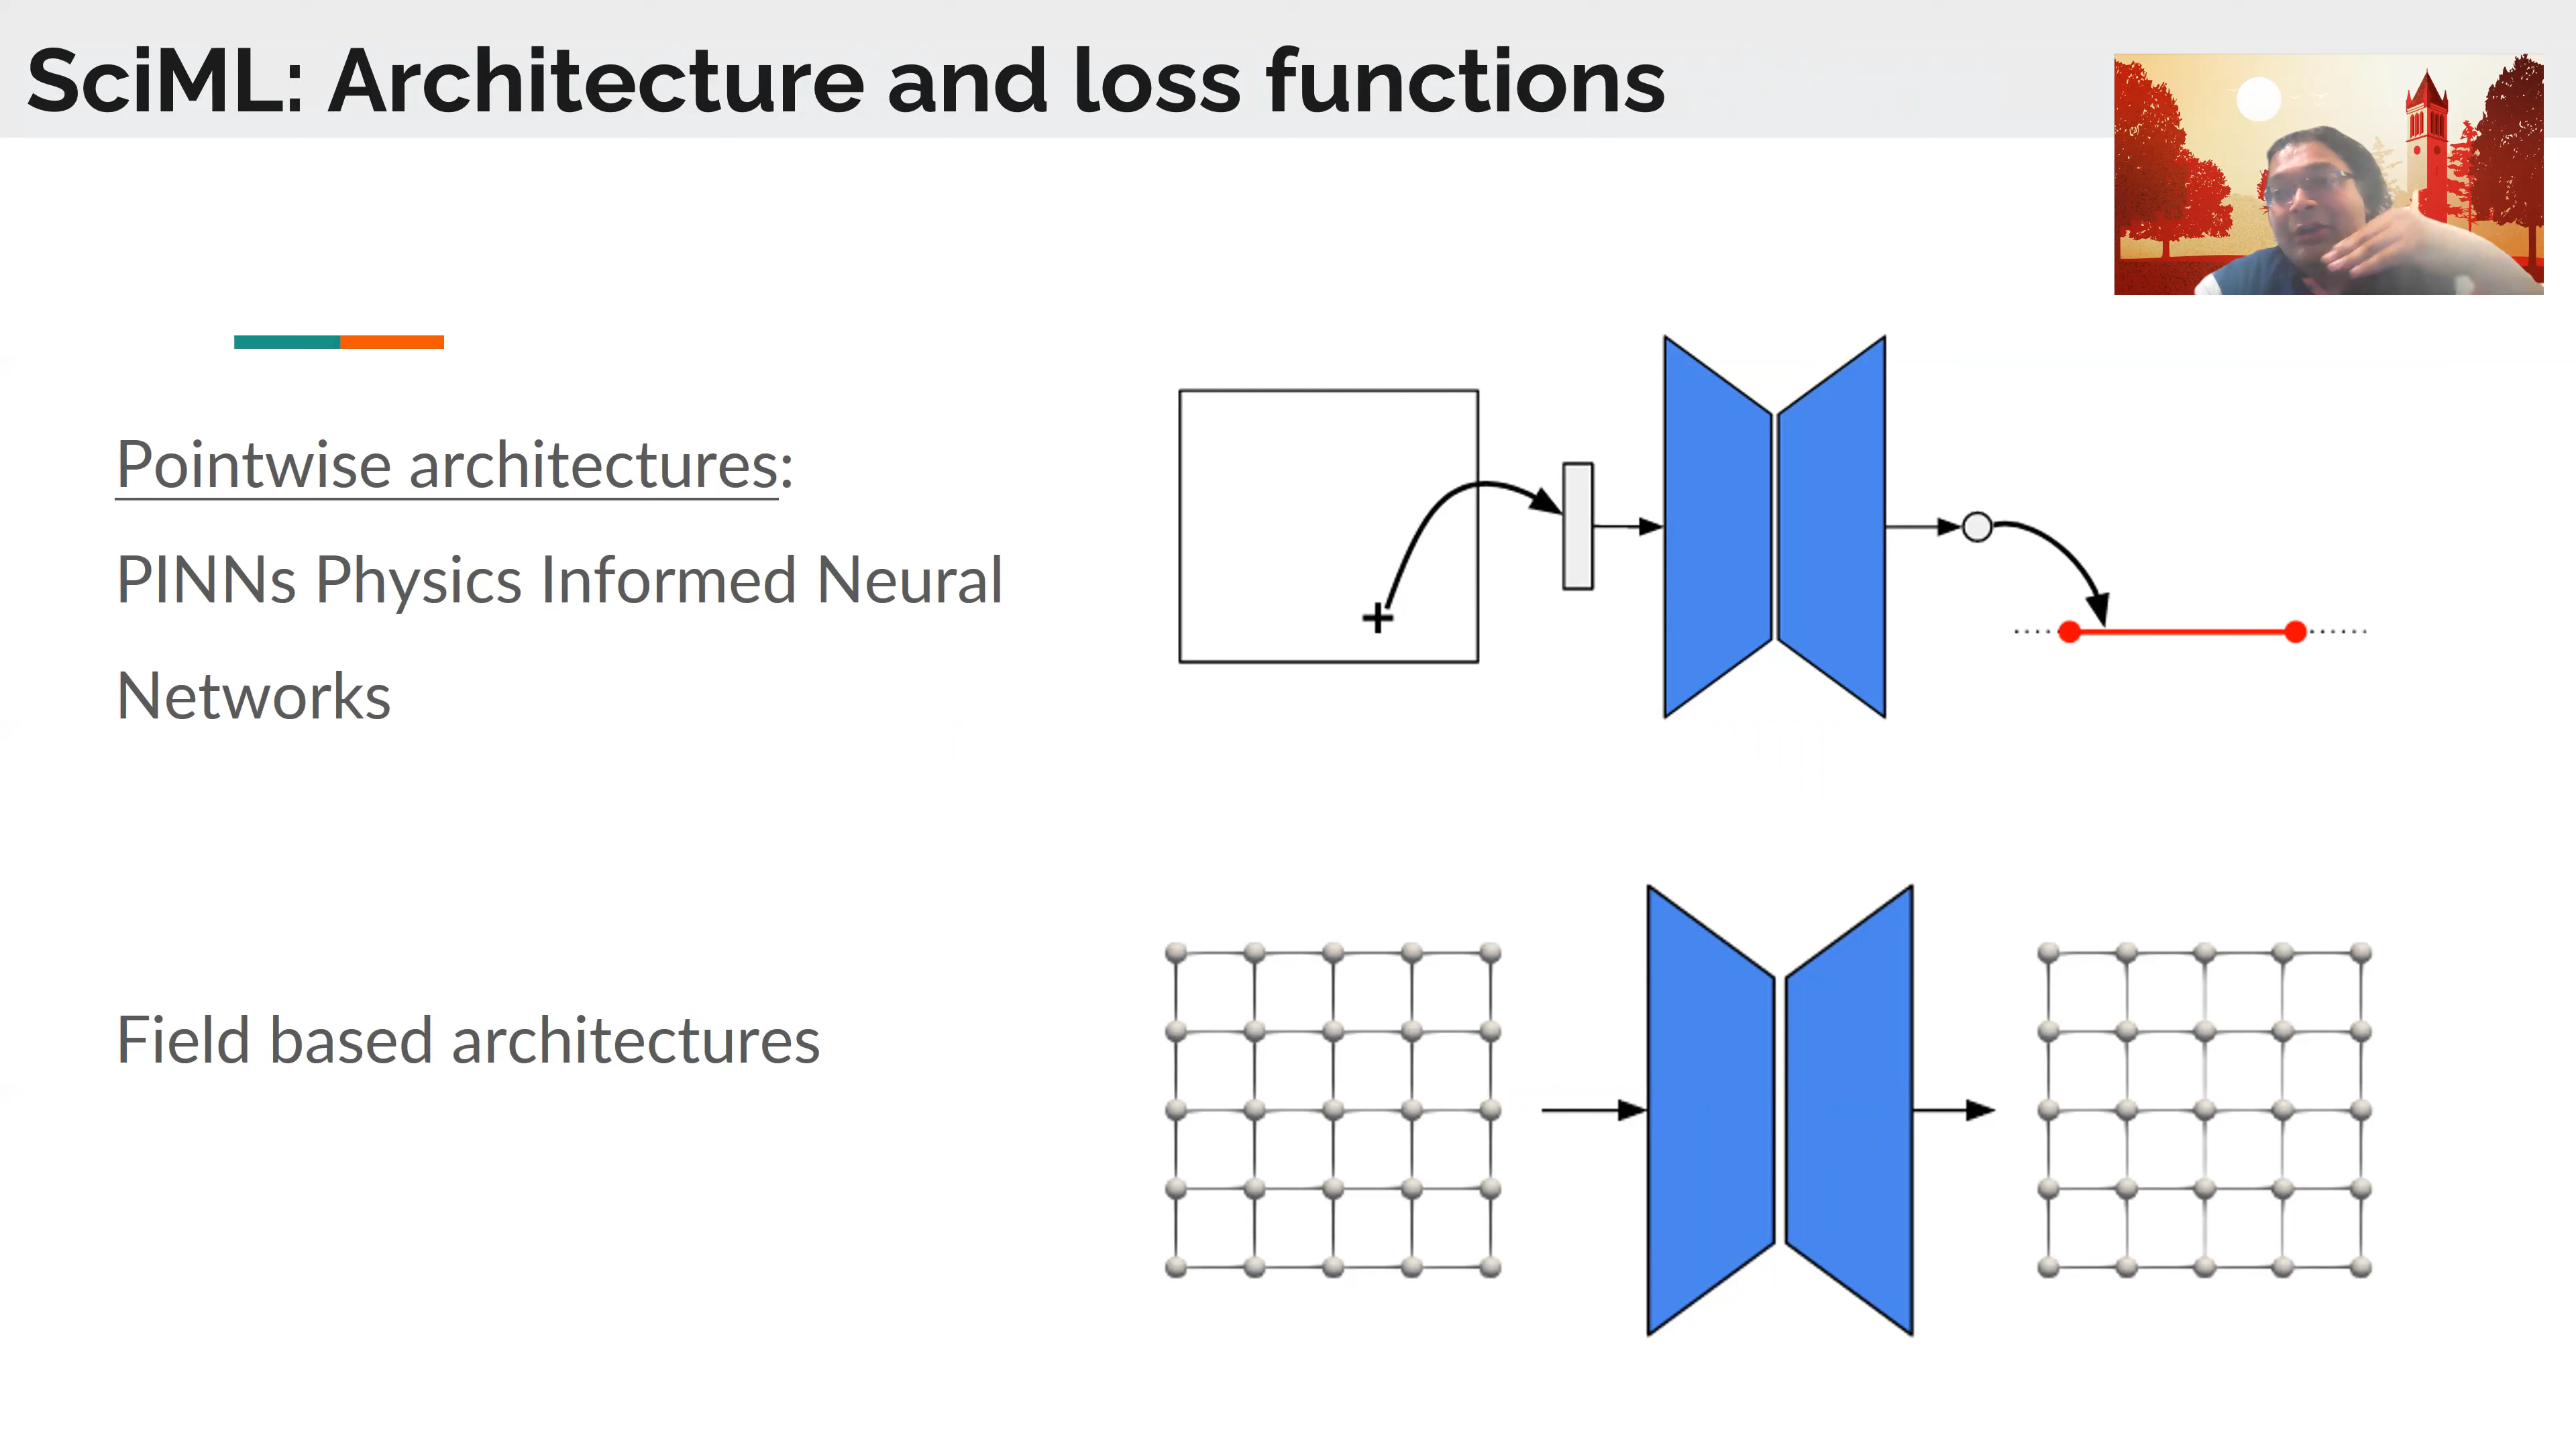 SciML: Architecture and loss functions
Pointwise architectures:
PINNs Physics Informed Neural
Networks
Field based architectures